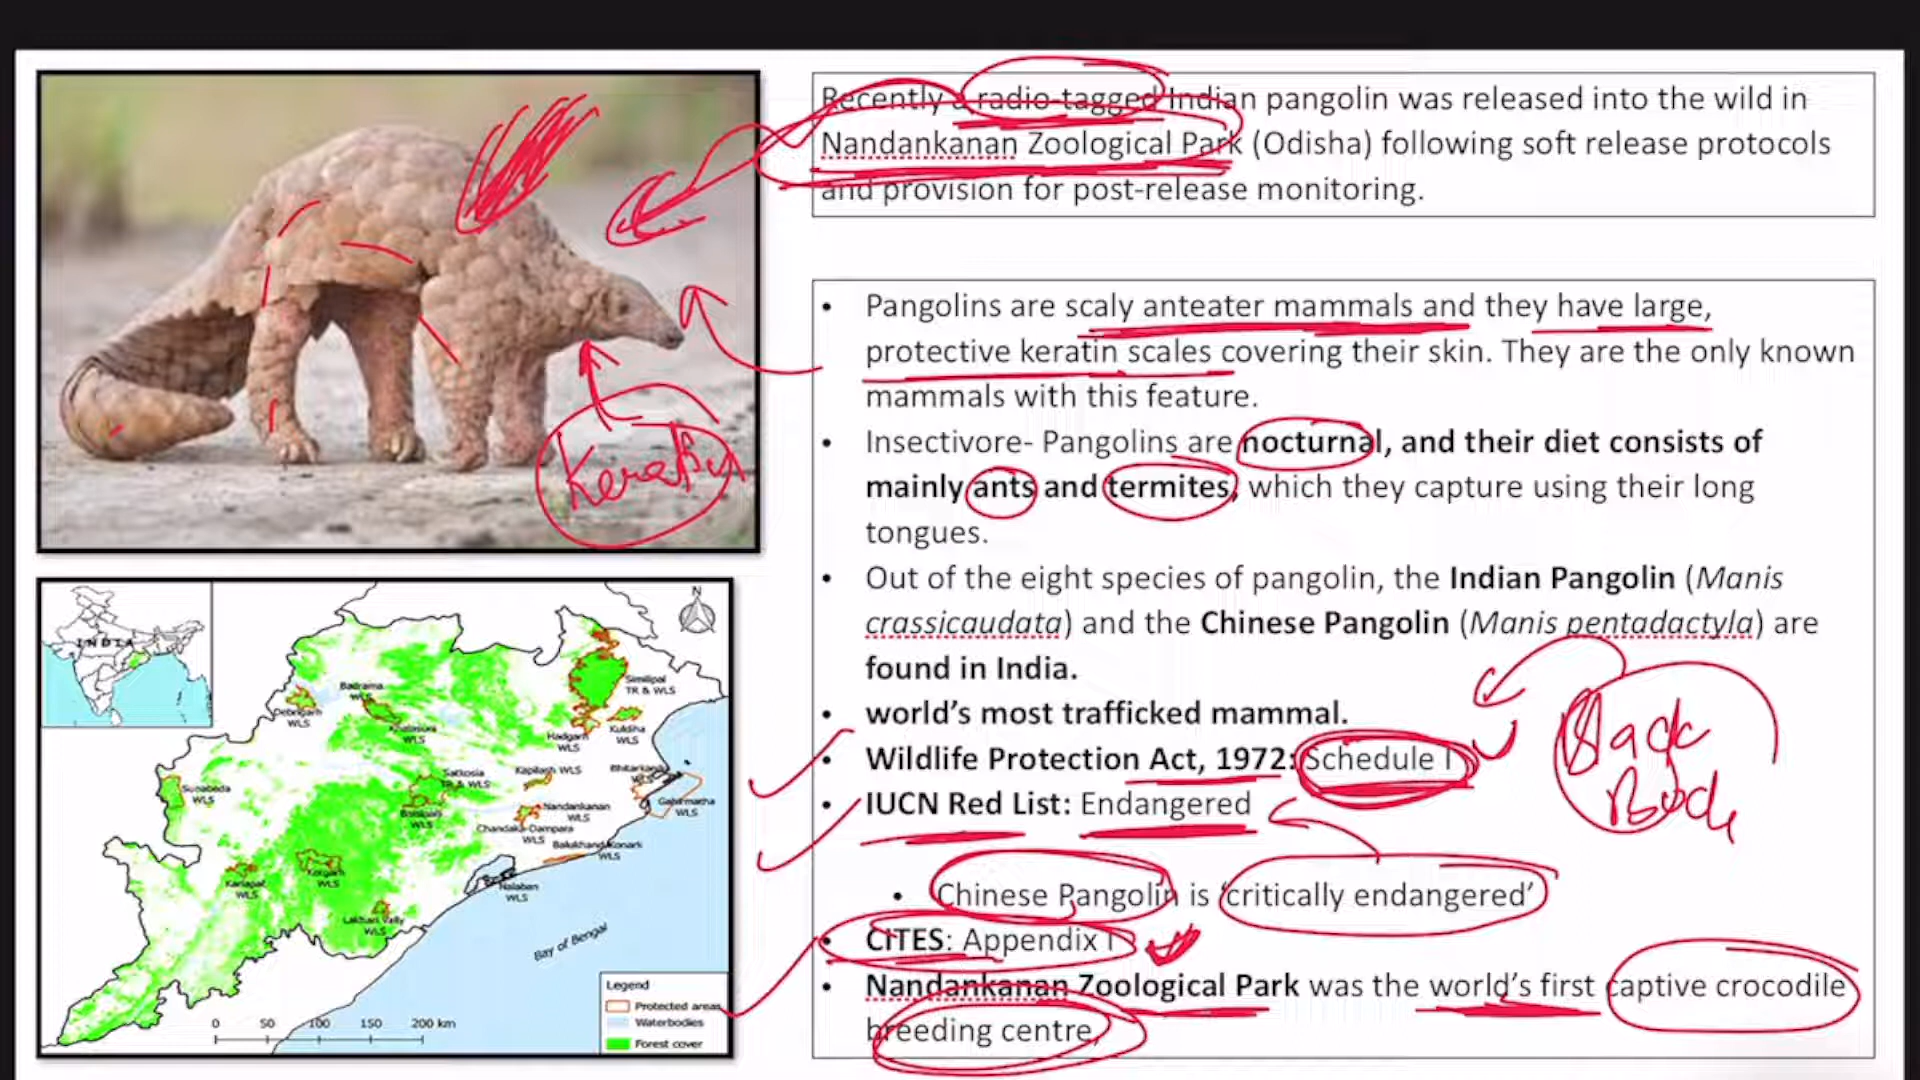 Recently a radio-tagged Indian pangolin was released into the wild in
Nandankanan Zoological Park (Odisha) following soft release protocols
and provision for post-release monitoring.
• Pangolins are scaly anteater mammals and they have large,
protective keratin scales covering their skin. They are the only known
mammals with this feature.
• Insectivore- Pangolins are nocturnal, and their diet consists of
mainly ants and termites, which they capture using their long
tongues.
• Out of the eight species of pangolin, the Indian Pangolin (Manis
crassicaudata) and the Chinese Pangolin (Manis pentadactyla) are
found in India.
• world's most trafficked mammal.
• Wildlife Protection Act, 1972: Schedule I
• IUCN Red List: Endangered
• Chinese Pangolin is 'critically endangered'
• CITES: Appendix I
• Nandankanan Zoological Park was the world's first captive crocodile
breeding centre,
Black
Buck
Keratin
INDIA
N
Similipal
TR & WLS
Debrigarh
WLS
Badrama
WLS
Khalasuni
WLS
Hadgarh
WLS
Kuldiha
WLS
Sunabeda
WLS
Satkosia
TR & WLS
Kapilash WLS
Bhitarkanika
WLS
Gahirmatha
WLS
Baisipalli
WLS
Nandankanan
WLS
Chandaka-Dampara
WLS
Balukhand Konark
WLS
Karlapat
WLS
Kotgarh
WLS
Nalaban
WLS
Lakhari Valley
WLS
Bay of Bengal
0 50 100 150 200 km
Legend
Protected areas
Waterbodies
Forest cover